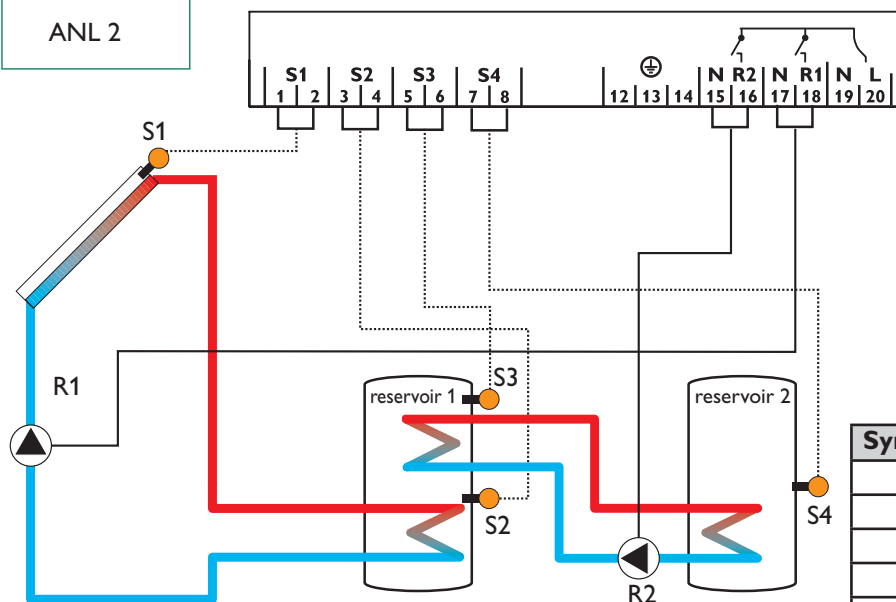 ANL 2
S1 S2 S3 S4 N R2 N R1 N L
1 2 3 4 5 6 7 8 12 13 14 15 16 17 18 19 20
S1
R1
S3
reservoir 1
reservoir 2
S2
S4
R2